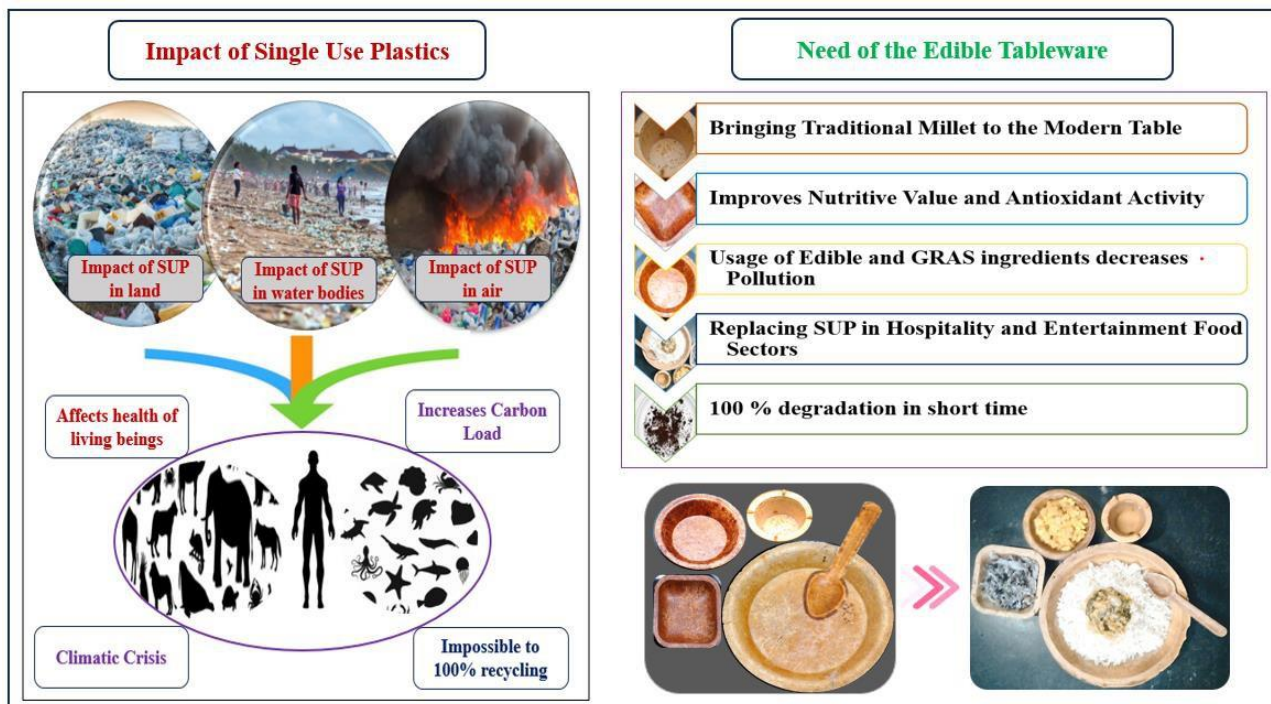 Impact of Single Use Plastics
Impact of SUP
in land
Impact of SUP
in water bodies
Impact of SUP
in air
Affects health of
living beings
Increases Carbon
Load
Climatic Crisis
Impossible to
100% recycling
Need of the Edible Tableware
Bringing Traditional Millet to the Modern Table
Improves Nutritive Value and Antioxidant Activity
Usage of Edible and GRAS ingredients decreases
Pollution
Replacing SUP in Hospitality and Entertainment Food
Sectors
100 % degradation in short time